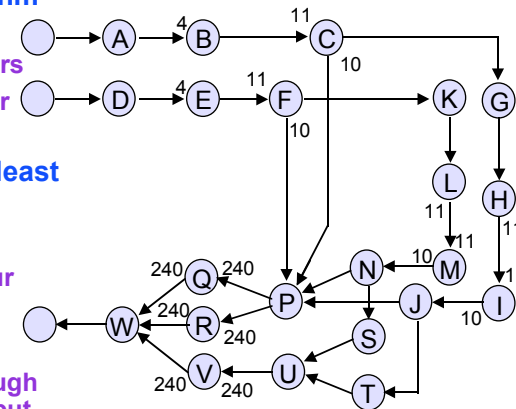 11
A 4 B C
rs
10
r D 4 E 11 F K G
10
least
L
11 H
11 11
240 Q 240 N 10 M
ur
P J I
240 10
W R
240
S
240 V 240 U
ugh T